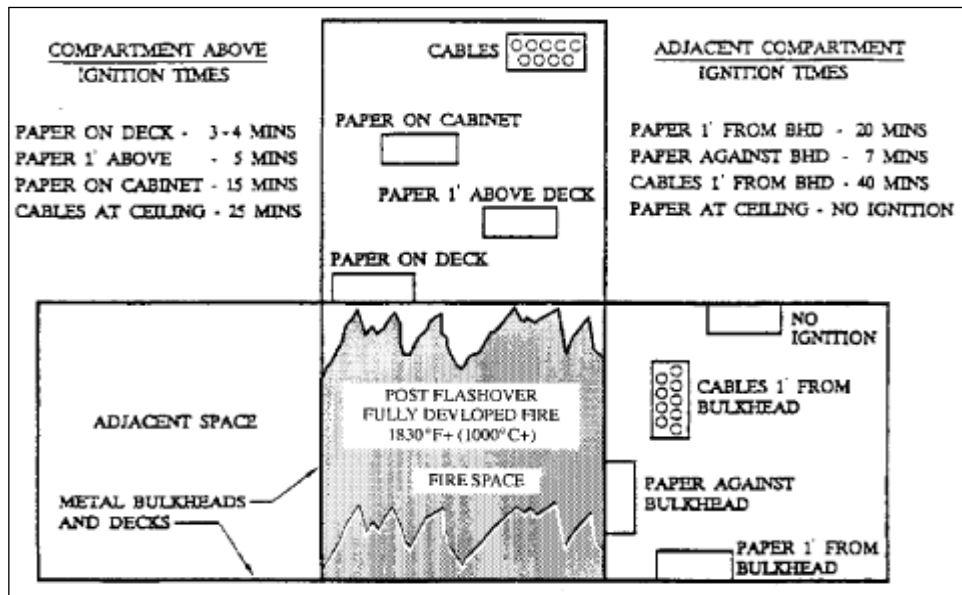 COMPARTMENT ABOVE
IGNITION TIMES
PAPER ON DECK - 3-4 MINS
PAPER 1' ABOVE - 5 MINS
PAPER ON CABINET - 15 MINS
CABLES AT CEILING - 25 MINS
CABLES
PAPER ON CABINET
PAPER 1' ABOVE DECK
PAPER ON DECK
ADJACENT COMPARTMENT
IGNITION TIMES
PAPER 1' FROM BHD - 20 MINS
PAPER AGAINST BHD - 7 MINS
CABLES 1' FROM BHD - 40 MINS
PAPER AT CEILING - NO IGNITION
ADJACENT SPACE
METAL BULKHEADS
AND DECKS
POST FLASHOVER
FULLY DEVLOPED FIRE
1830°F+ (1000°C+)
FIRE SPACE
NO
IGNITION
CABLES 1' FROM
BULKHEAD
PAPER AGAINST
BULKHEAD
PAPER 1' FROM
BULKHEAD